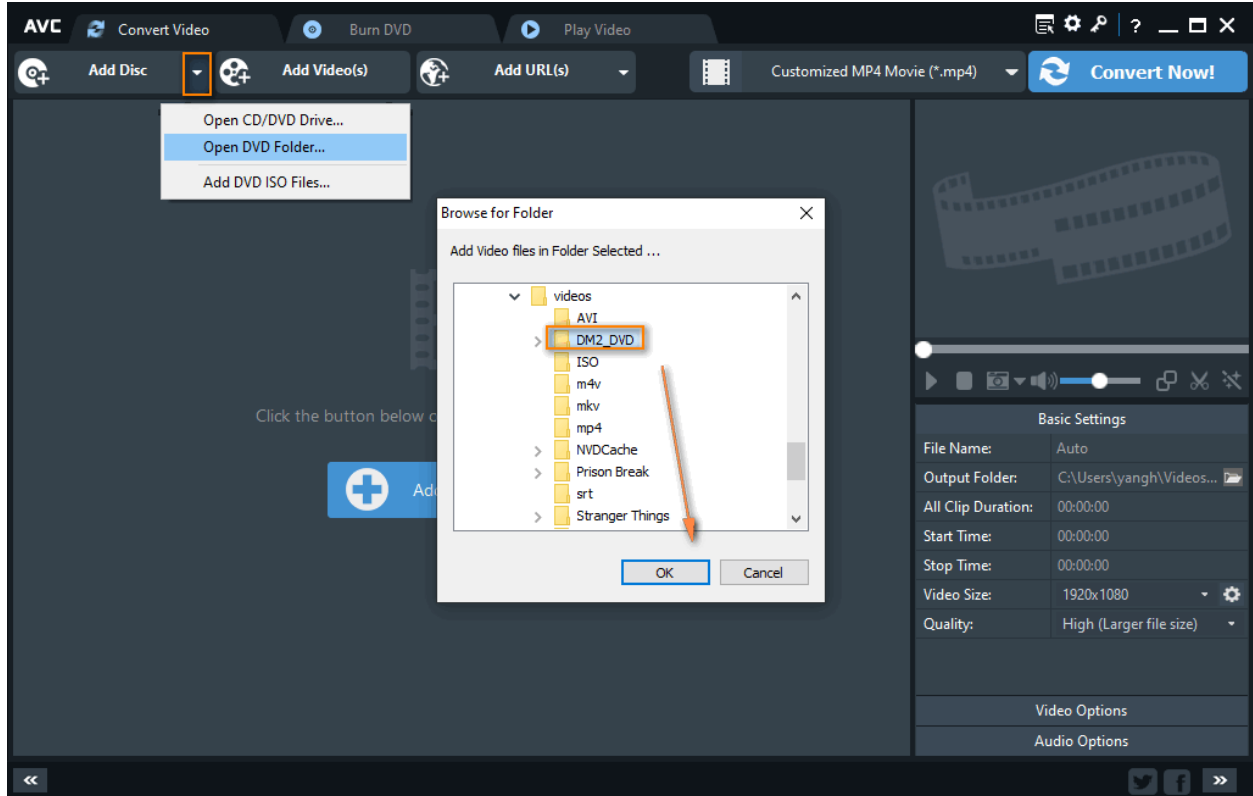 AVC
Convert Video
Burn DVD
Play Video
?
Add Disc
Add Video(s)
Add URL(s)
Customized MP4 Movie (*.mp4)
Convert Now!
Open CD/DVD Drive...
Open DVD Folder...
Add DVD ISO Files...
Browse for Folder
Add Video files in Folder Selected ...
videos
AVI
DM2_DVD
ISO
m4v
mkv
mp4
NVDCache
Prison Break
srt
Stranger Things
OK
Cancel
Click the button below
Basic Settings
File Name: Auto
Output Folder: C:\Users\yangh\Videos...
All Clip Duration: 00:00:00
Start Time: 00:00:00
Stop Time: 00:00:00
Video Size: 1920x1080
Quality: High (Larger file size)
Video Options
Audio Options